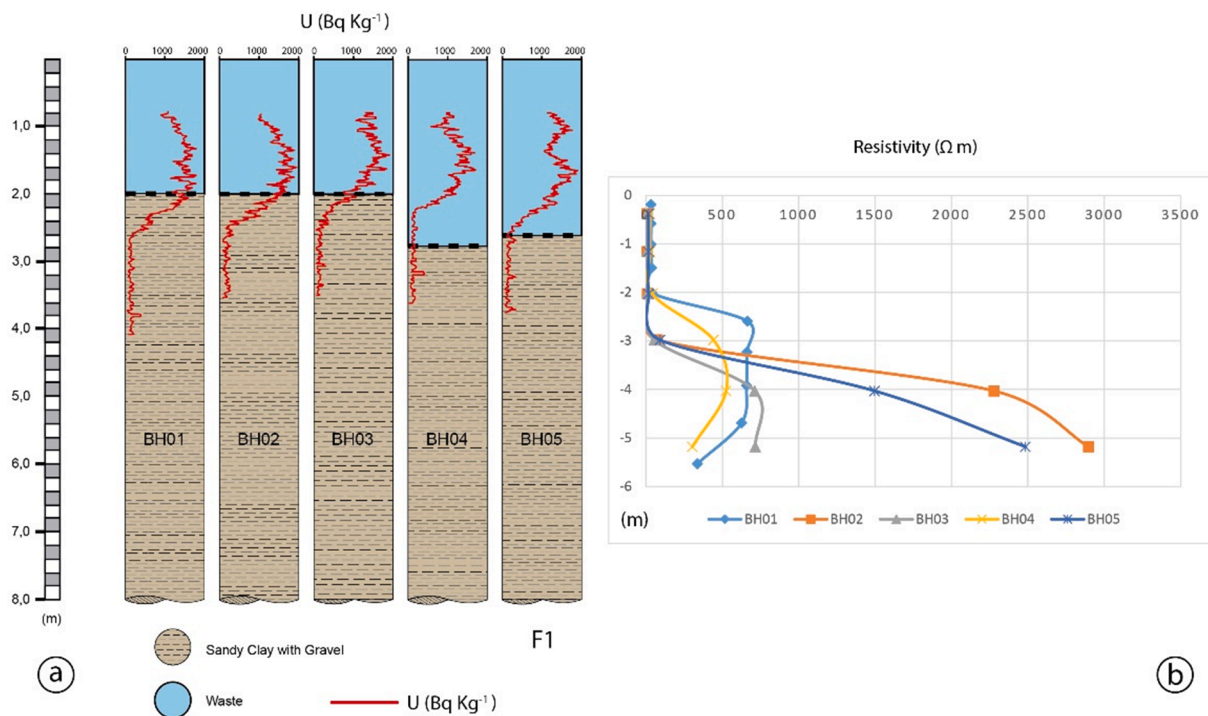 U (Bq Kg⁻¹)
0 1000 2000 0 1000 2000 0 1000 2000 0 1000 2000 0 1000 2000
1,0
2,0
3,0
4,0
5,0
6,0
7,0
8,0
(m)
BH01 BH02 BH03 BH04 BH05
Sandy Clay with Gravel
Waste
U (Bq Kg⁻¹)
F1
a
Resistivity (Ω m)
500 1000 1500 2000 2500 3000 3500
0
-1
-2
-3
-4
-5
-6
(m)
BH01 BH02 BH03 BH04 BH05
b